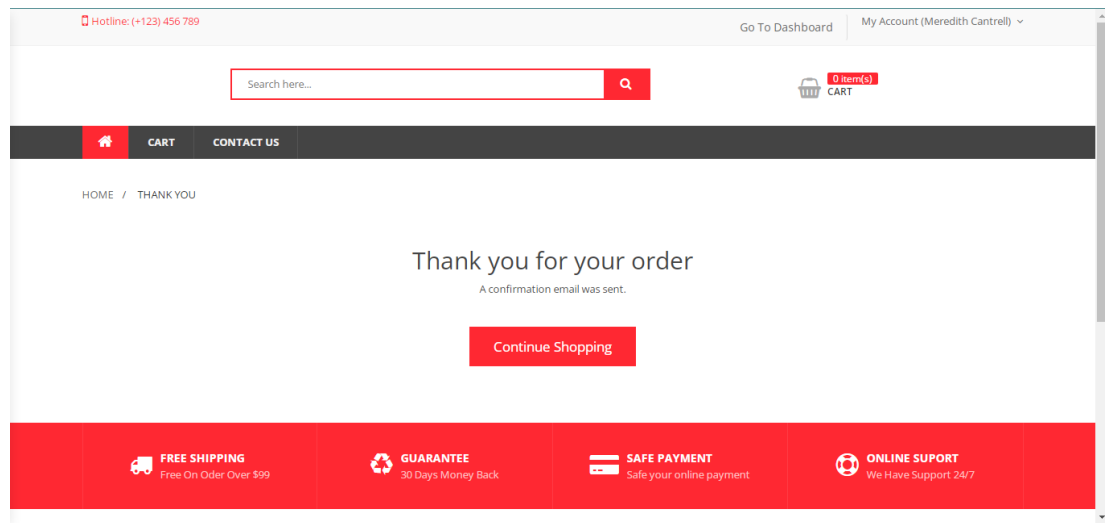 Hotline: (+123) 456 789
Go To Dashboard
My Account (Meredith Cantrell)
Search here...
0 item(s)
CART
CART
CONTACT US
HOME / THANK YOU
Thank you for your order
A confirmation email was sent.
Continue Shopping
FREE SHIPPING
Free On Oder Over $99
GUARANTEE
30 Days Money Back
SAFE PAYMENT
Safe your online payment
ONLINE SUPORT
We Have Support 24/7